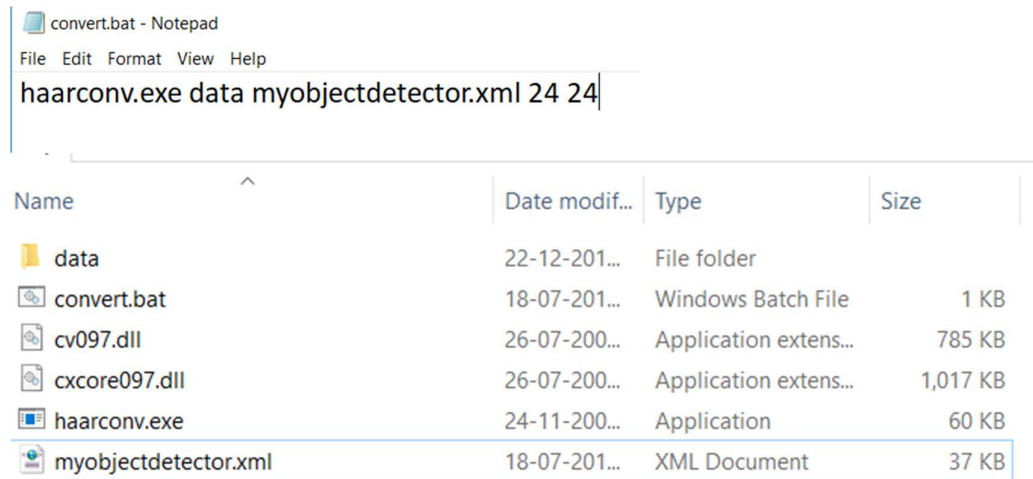 convert.bat - Notepad
File Edit Format View Help
haarconv.exe data myobjectdetector.xml 24 24
Name Date modif... Type Size
data 22-12-201... File folder
convert.bat 18-07-201... Windows Batch File 1 KB
cv097.dll 26-07-200... Application extens... 785 KB
cxcore097.dll 26-07-200... Application extens... 1,017 KB
haarconv.exe 24-11-200... Application 60 KB
myobjectdetector.xml 18-07-201... XML Document 37 KB